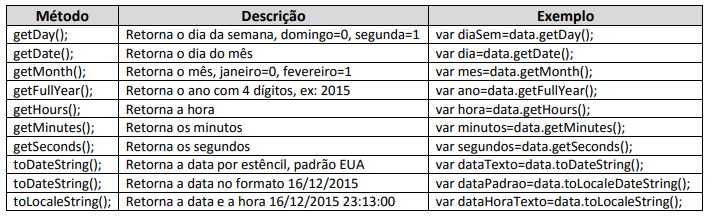 Método Descrição Exemplo
getDay(); Retorna o dia da semana, domingo=0, segunda=1 var diaSem=data.getDay();
getDate(); Retorna o dia do mês var dia=data.getDate();
getMonth(); Retorna o mês, janeiro=0, fevereiro=1 var mes=data.getMonth();
getFullYear(); Retorna o ano com 4 dígitos, ex: 2015 var ano=data.getFullYear();
getHours(); Retorna a hora var hora=data.getHours();
getMinutes(); Retorna os minutos var minutos=data.getMinutes();
getSeconds(); Retorna os segundos var segundos=data.getSeconds();
toDateString(); Retorna a data por estêncil, padrão EUA var dataTexto=data.toDateString();
toDateString(); Retorna a data no formato 16/12/2015 var dataPadrao=data.toLocaleDateString();
toLocaleString(); Retorna a data e a hora 16/12/2015 23:13:00 var dataHoraTexto=data.toLocaleString();